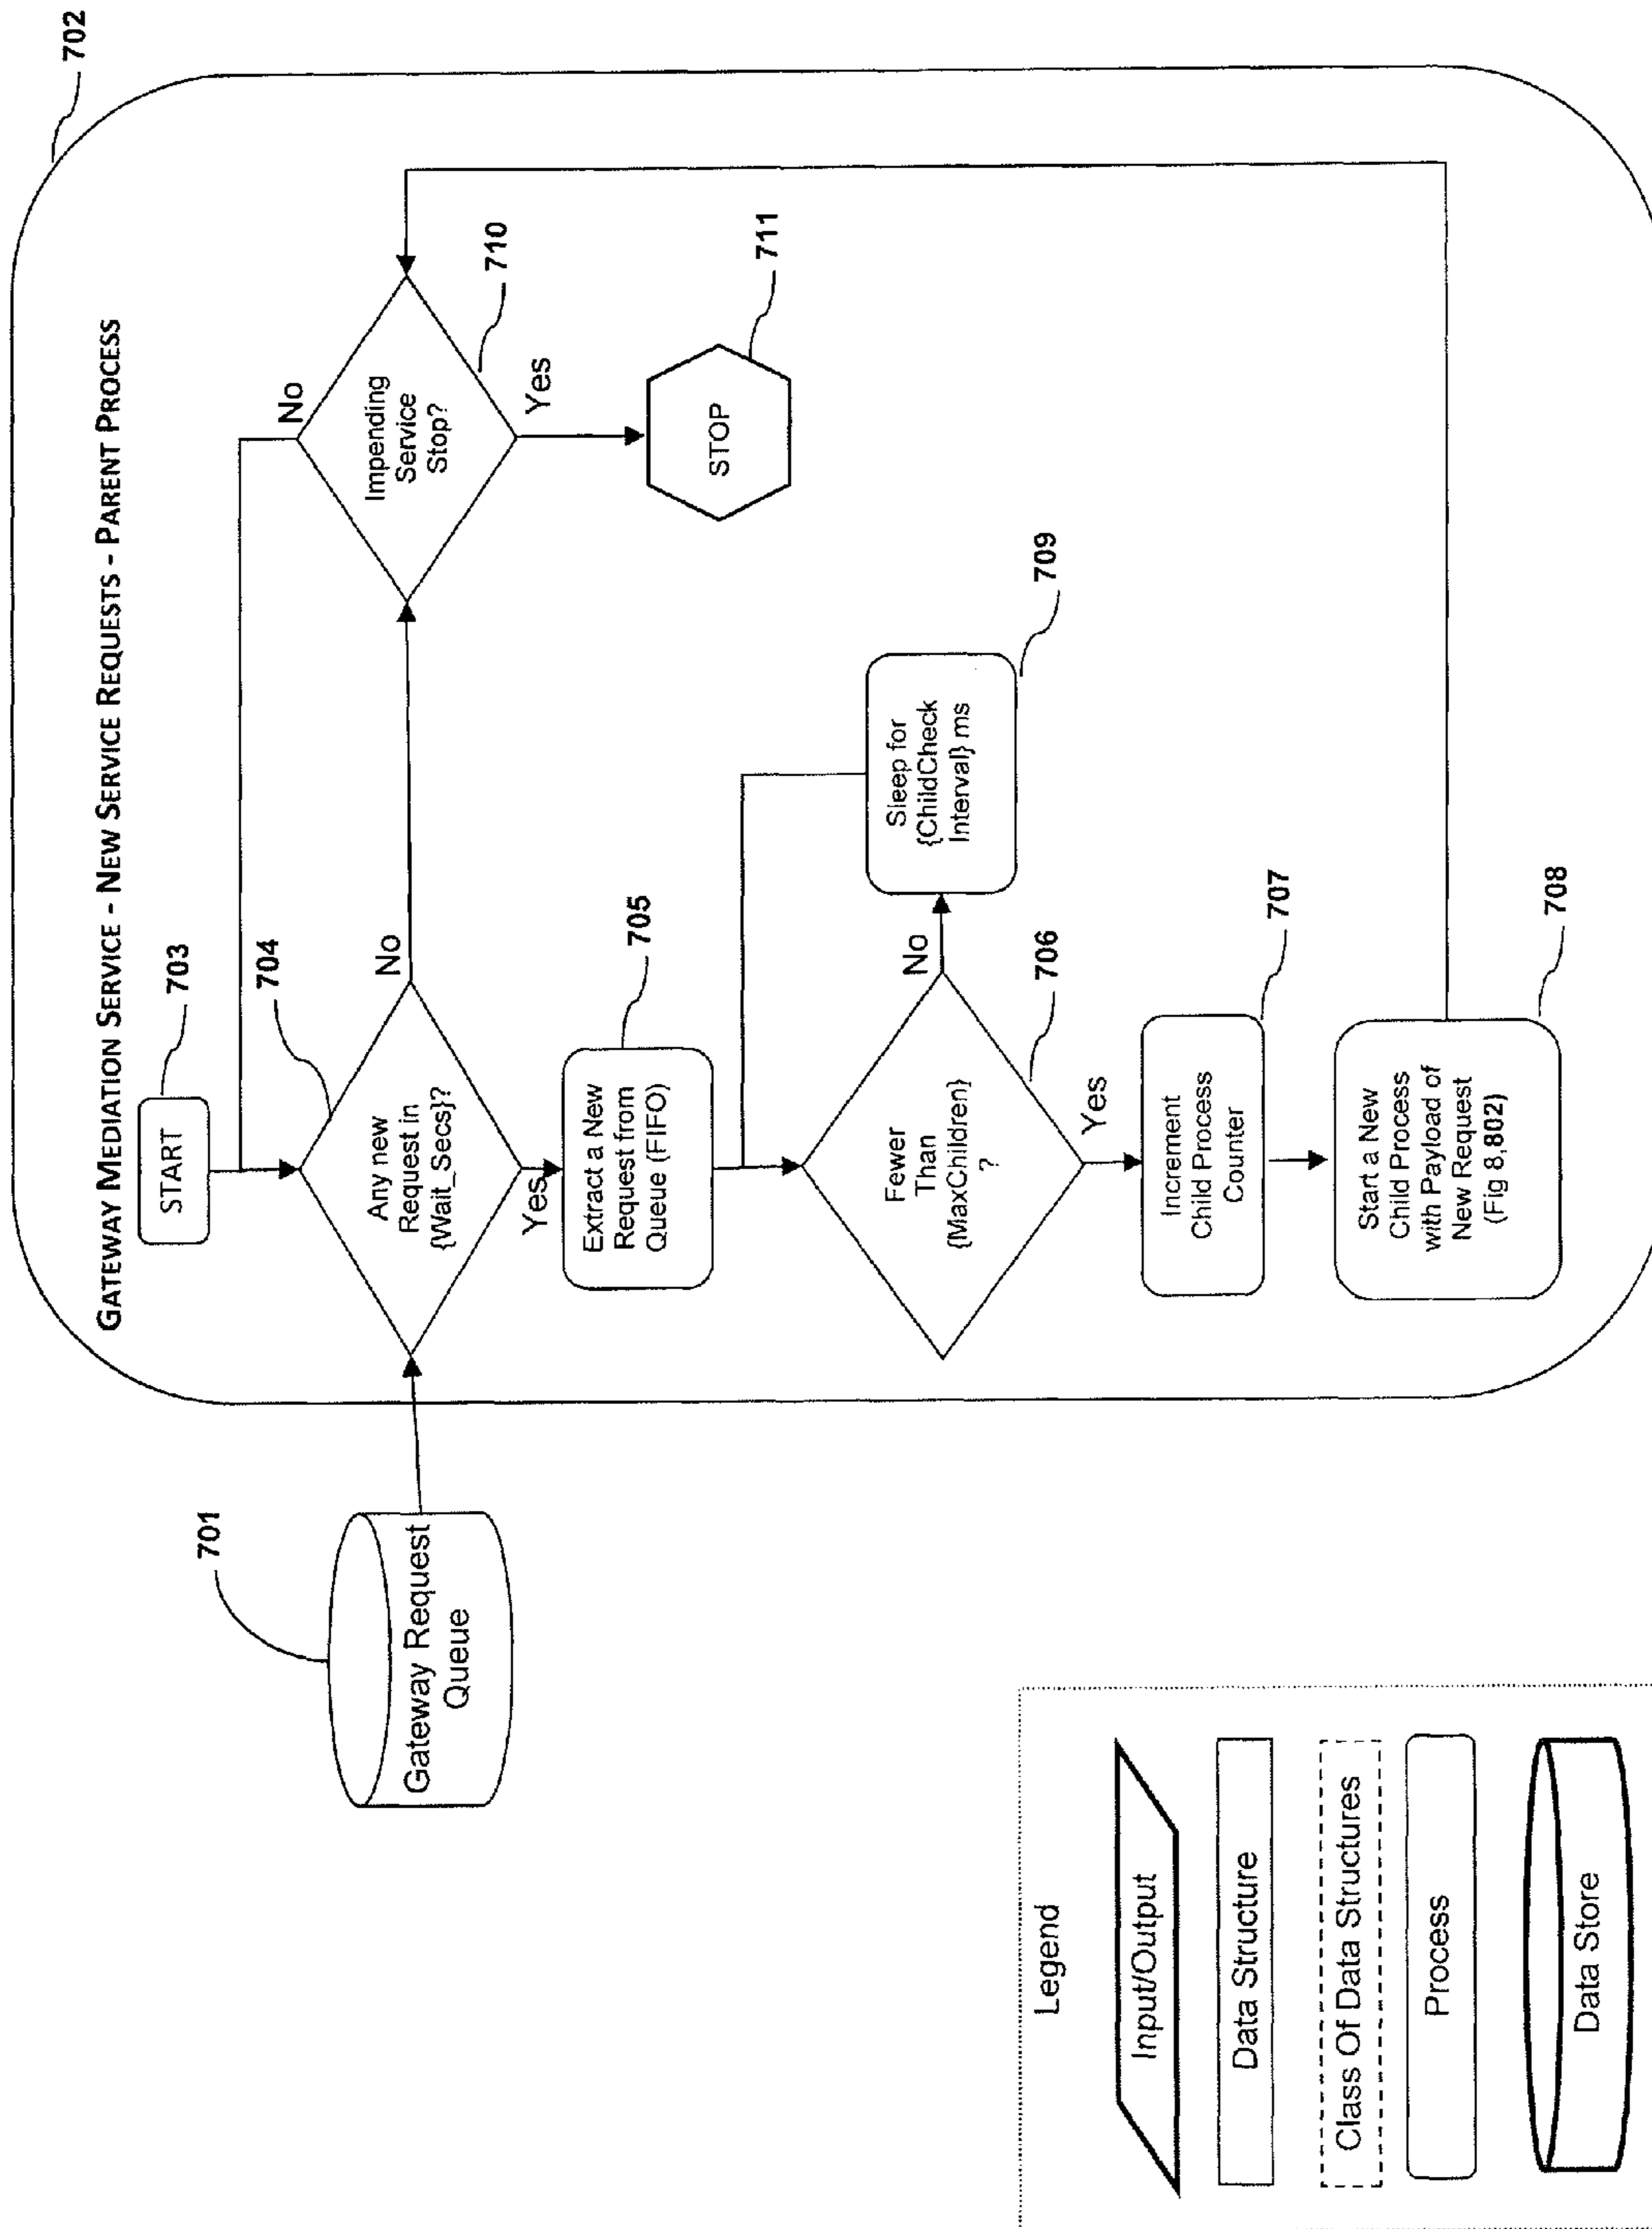 GATEWAY MEDIATION SERVICE - NEW SERVICE REQUESTS - PARENT PROCESS
702
START
703
701
Gateway Request
Queue
704
Any new
Request in
{Wait_Secs}?
No
Yes
Impending
Service
Stop?
No
710
Yes
STOP
711
Extract a New
Request from
Queue (FIFO)
705
Fewer
Than
{MaxChildren}
?
No
706
Yes
Sleep for
{ChildCheck
Interval} ms
709
Increment
Child Process
Counter
707
Start a New
Child Process
with Payload of
New Request
(Fig 8,802)
708
Legend
Input/Output
Data Structure
Class Of Data Structures
Process
Data Store